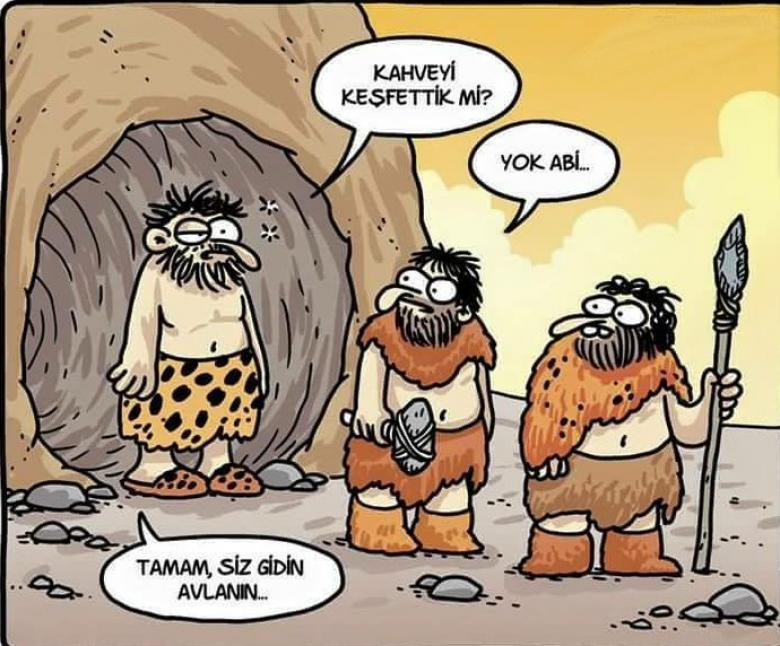 KAHVEYİ
KEŞFETTİK Mİ?
YOK ABİ...
TAMAM, SİZ GİDİN
AVLANIN...